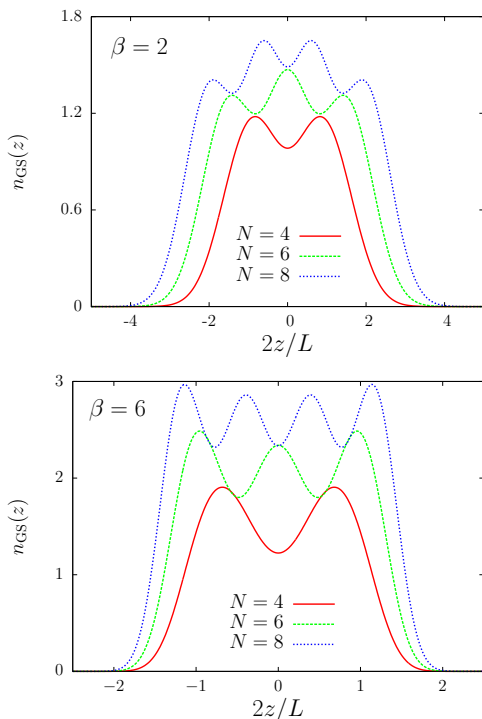 1.8
β = 2
1.2
n_GS(z)
0.6
N = 4
N = 6
N = 8
0
-4 -2 0 2 4
2z/L
3
β = 6
2
n_GS(z)
1
N = 4
N = 6
N = 8
0
-2 -1 0 1 2
2z/L